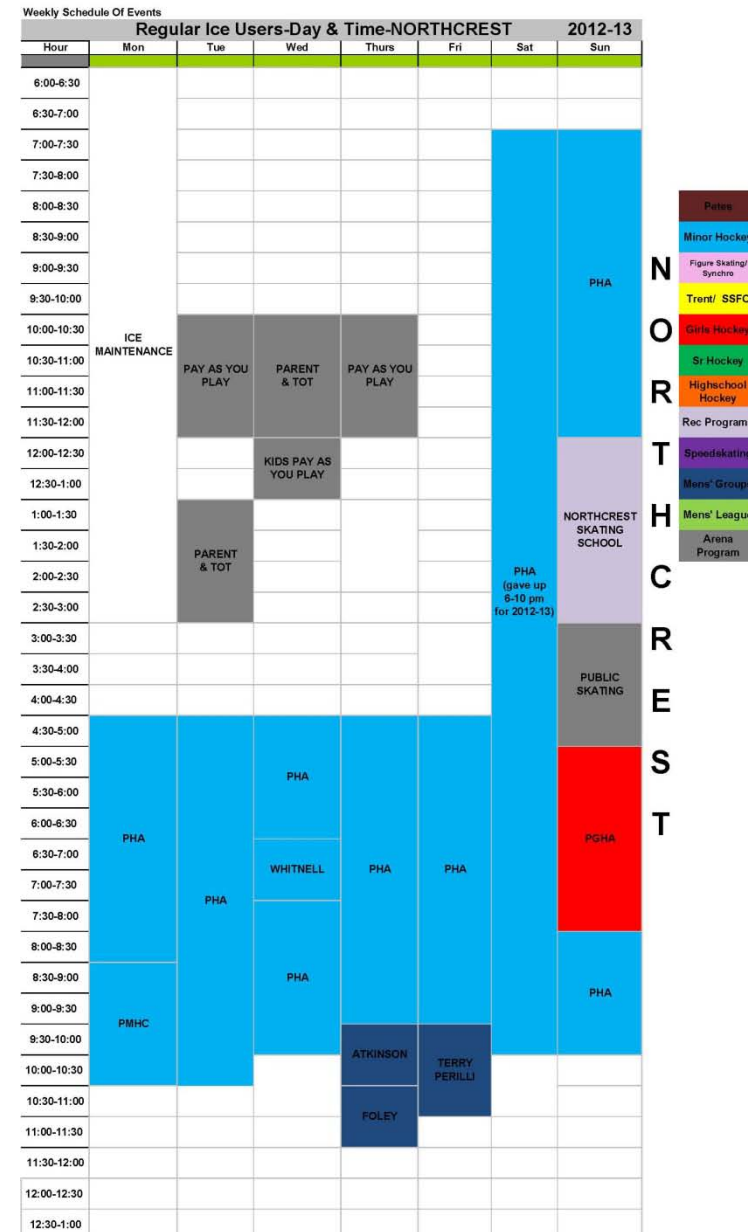 Weekly Schedule Of Events
Regular Ice Users-Day & Time-NORTHCREST 2012-13
Hour Mon Tue Wed Thurs Fri Sat Sun
6:00-6:30
6:30-7:00
7:00-7:30
7:30-8:00
8:00-8:30
8:30-9:00
9:00-9:30
9:30-10:00
10:00-10:30
10:30-11:00
11:00-11:30
11:30-12:00
12:00-12:30
12:30-1:00
1:00-1:30
1:30-2:00
2:00-2:30
2:30-3:00
3:00-3:30
3:30-4:00
4:00-4:30
4:30-5:00
5:00-5:30
5:30-6:00
6:00-6:30
6:30-7:00
7:00-7:30
7:30-8:00
8:00-8:30
8:30-9:00
9:00-9:30
9:30-10:00
10:00-10:30
10:30-11:00
11:00-11:30
11:30-12:00
12:00-12:30
12:30-1:00
ICE
MAINTENANCE
PHA
PMHC
PAY AS YOU
PLAY
PARENT
& TOT
PHA
PARENT
& TOT
KIDS PAY AS
YOU PLAY
PHA
WHITNELL
PHA
PAY AS YOU
PLAY
PHA
ATKINSON
FOLEY
PHA
TERRY
PERILLI
PHA
(gave up
6-10 pm
for 2012-13)
PHA
NORTHCREST
SKATING
SCHOOL
PUBLIC
SKATING
PGHA
PHA
N
O
R
T
H
C
R
E
S
T
Petes
Minor Hockey
Figure Skating/
Synchro
Trent/ SSFC
Girls Hockey
Sr Hockey
Highschool
Hockey
Rec Program
Speedskating
Mens' Group
Mens' League
Arena
Program